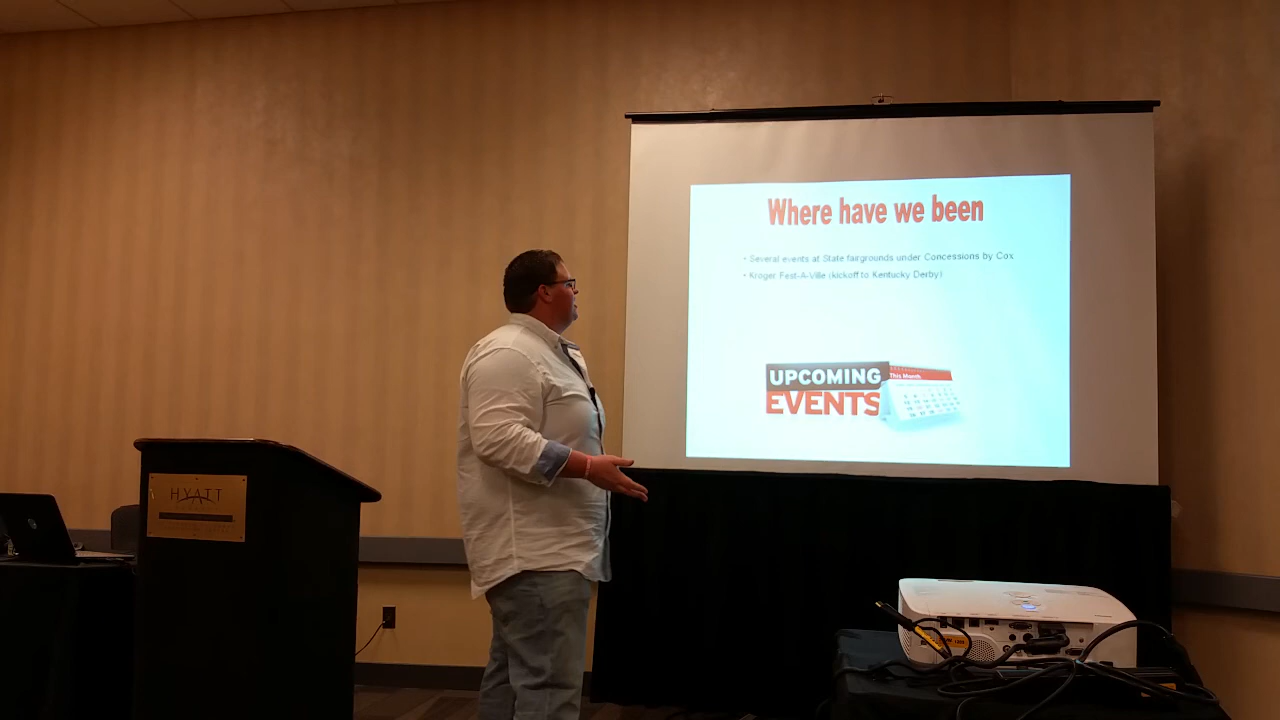 Where have we been
• Several events at State fairgrounds under Concessions by Cox
• Kroger Fest-A-Ville (kickoff to Kentucky Derby)
UPCOMING
EVENTS
This Month
HYATT